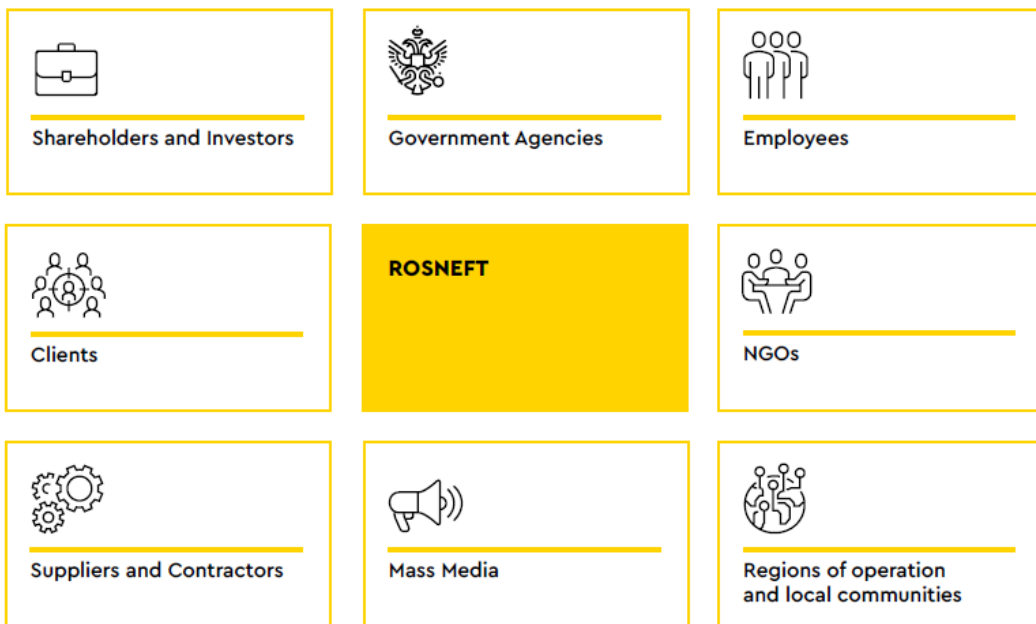 Shareholders and Investors
Government Agencies
Employees
Clients
ROSNEFT
NGOs
Suppliers and Contractors
Mass Media
Regions of operation
and local communities